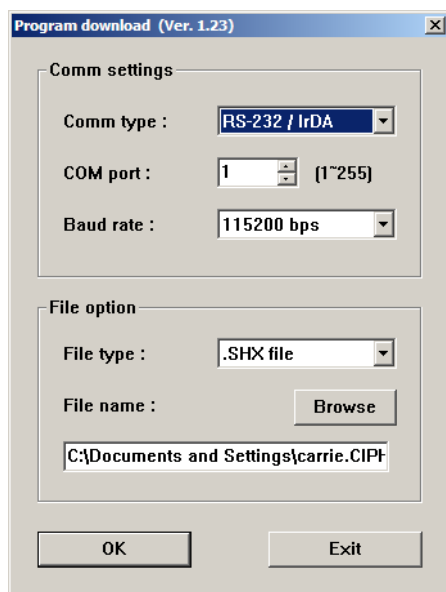 Program download (Ver. 1.23)
Comm settings
Comm type : RS-232 / IrDA
COM port : 1 (1~255)
Baud rate : 115200 bps
File option
File type : .SHX file
File name : Browse
C:\Documents and Settings\carrie.CIPH
OK Exit